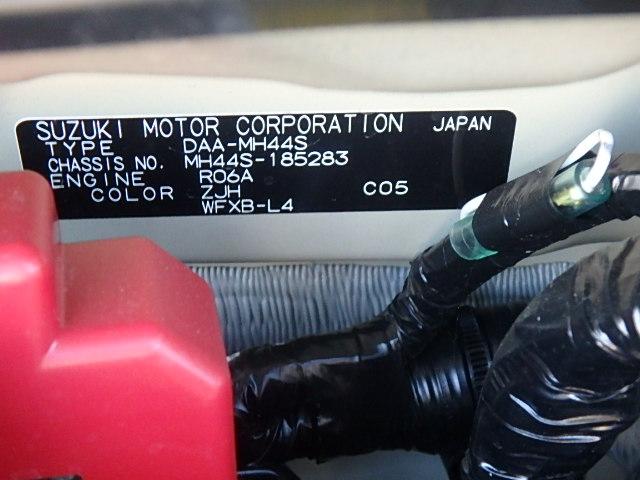 SUZUKI MOTOR CORPORATION JAPAN
TYPE DAA-MH44S
CHASSIS NO. MH44S-185283
ENGINE R06A
COLOR ZJH C05
WFXB-L4